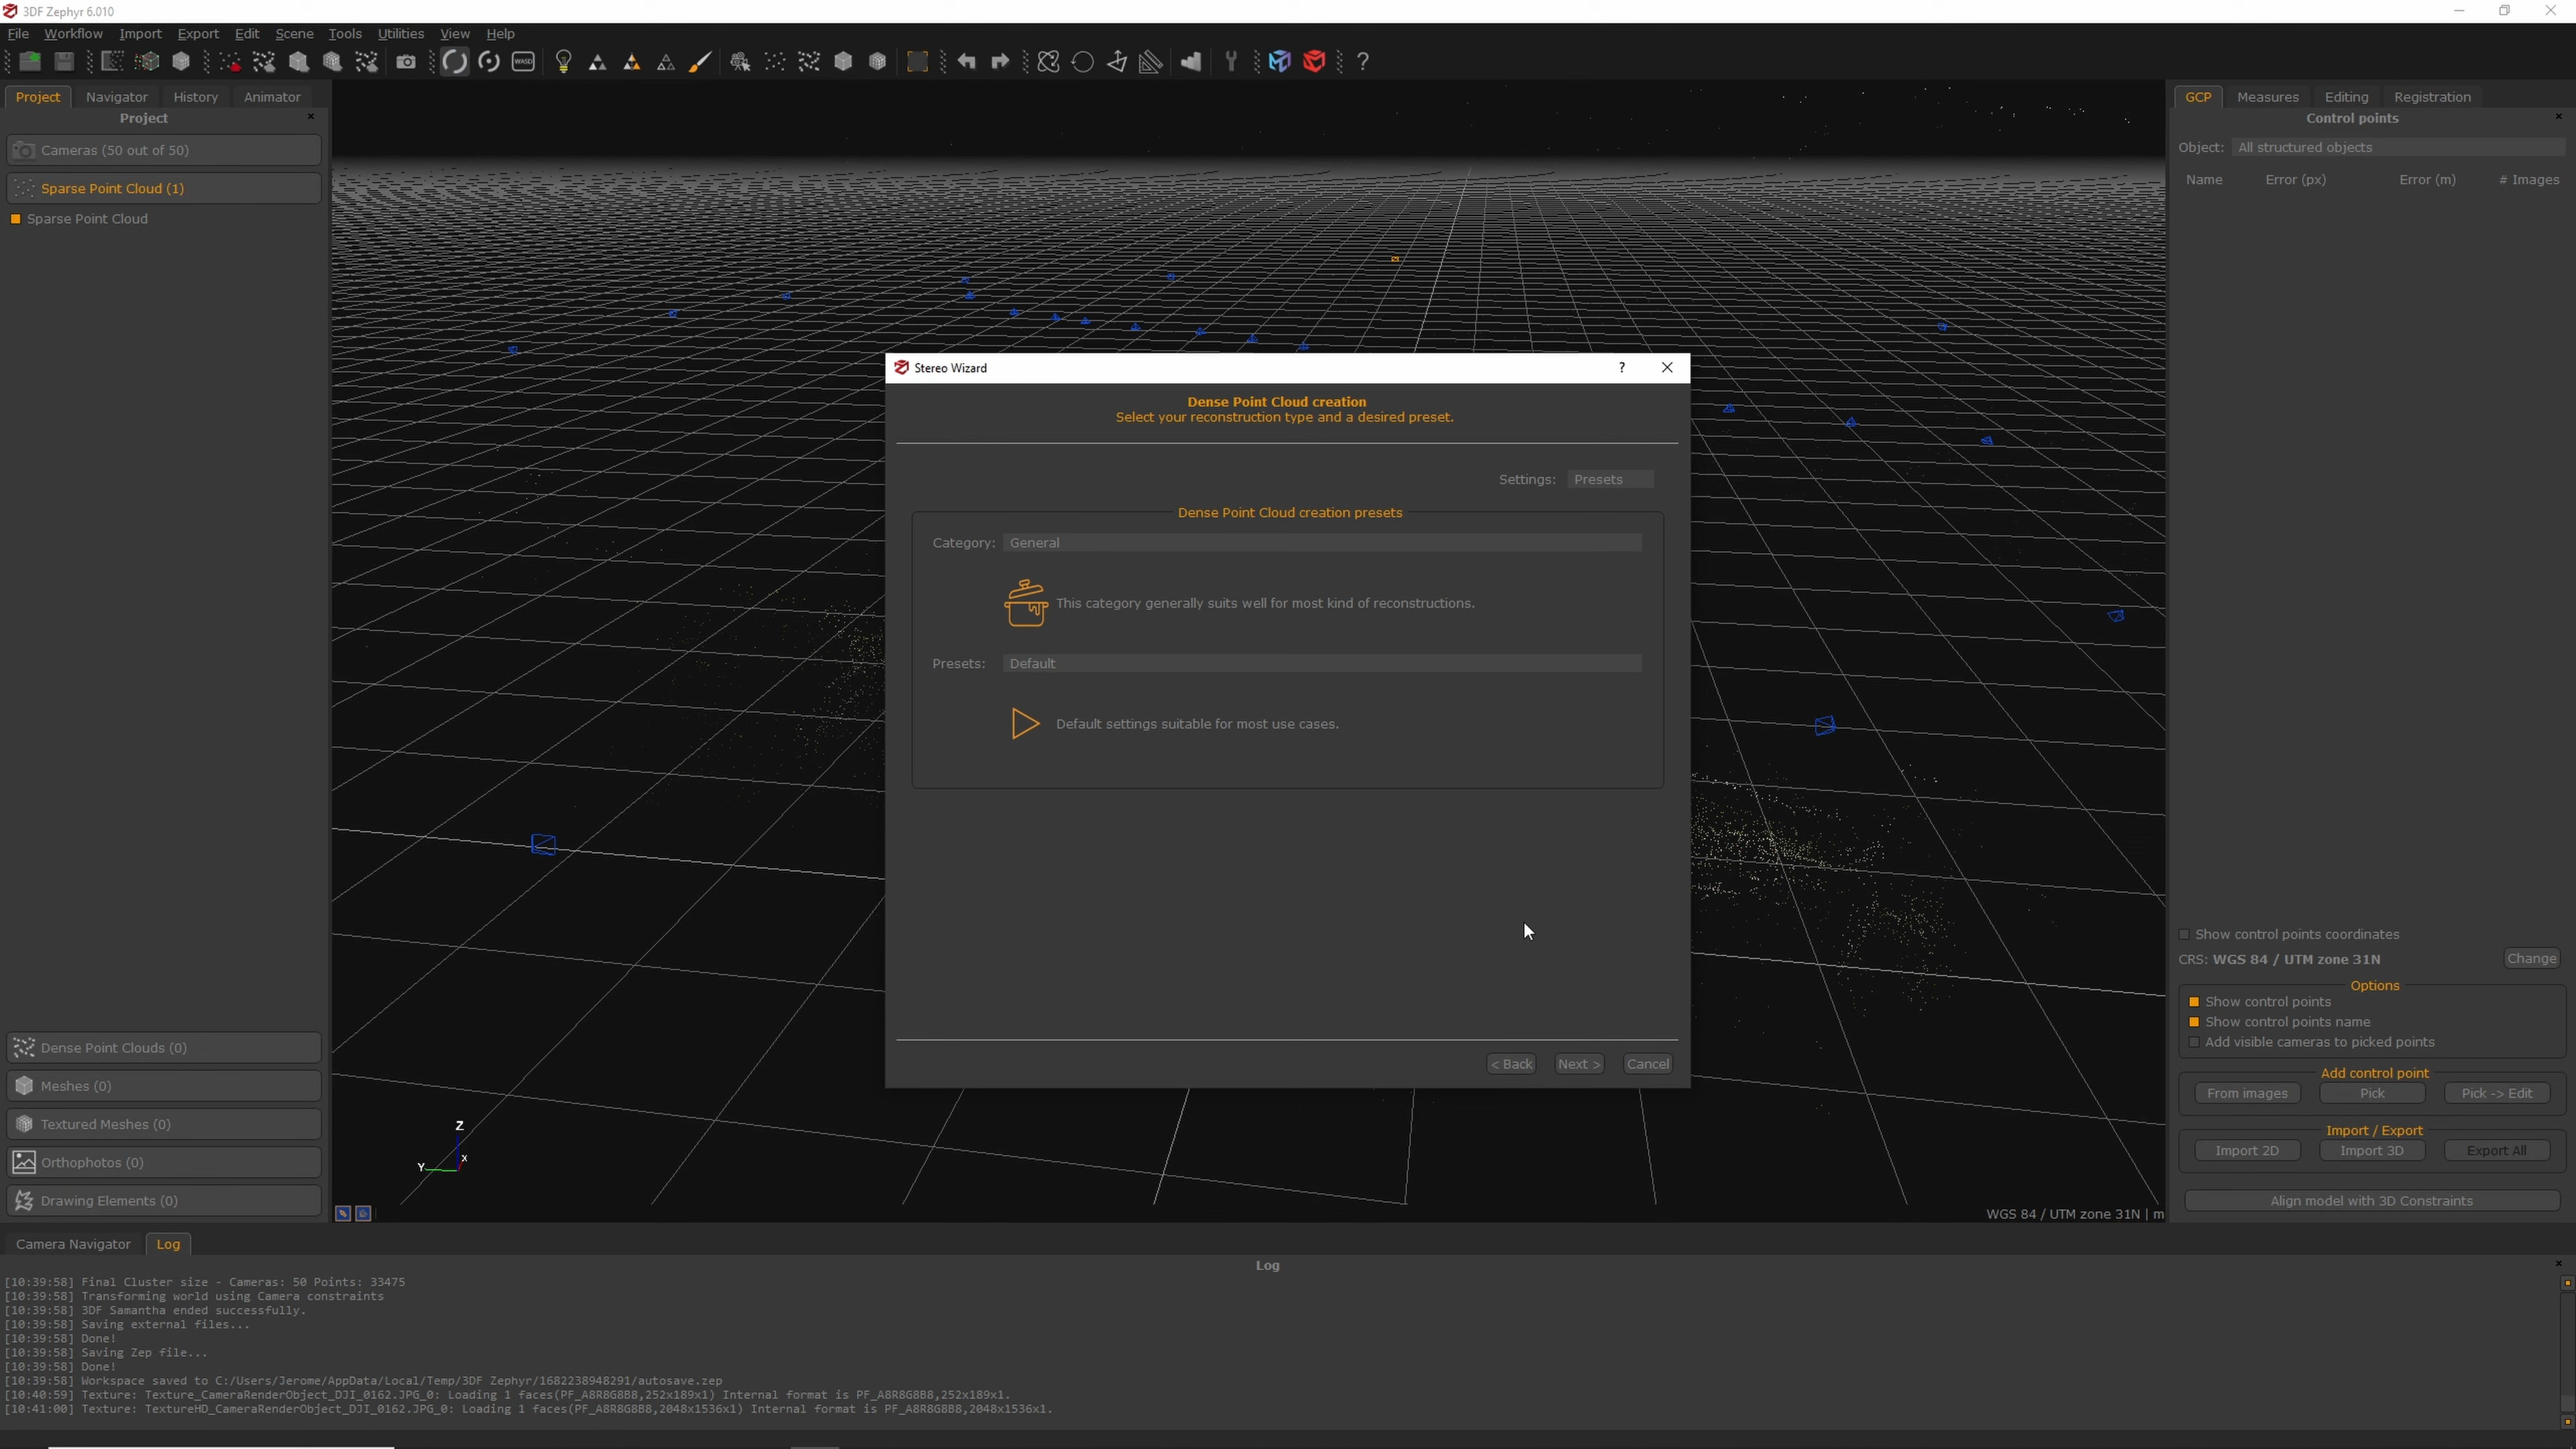 3DF Zephyr 6.010
File Workflow Import Export Edit Scene Tools Utilities View Help
WASD
?
Project Navigator History Animator
Project
Cameras (50 out of 50)
Sparse Point Cloud (1)
Sparse Point Cloud
Dense Point Clouds (0)
Meshes (0)
Textured Meshes (0)
Orthophotos (0)
Drawing Elements (0)
Z
Y
X
Stereo Wizard
?
Dense Point Cloud creation
Select your reconstruction type and a desired preset.
Settings: Presets
Dense Point Cloud creation presets
Category: General
This category generally suits well for most kind of reconstructions.
Presets: Default
Default settings suitable for most use cases.
< Back Next > Cancel
WGS 84 / UTM zone 31N | m
GCP Measures Editing Registration
Control points
Object: All structured objects
Name Error (px) Error (m) # Images
Show control points coordinates
CRS: WGS 84 / UTM zone 31N Change
Options
Show control points
Show control points name
Add visible cameras to picked points
Add control point
From images Pick Pick -> Edit
Import / Export
Import 2D Import 3D Export All
Align model with 3D Constraints
Camera Navigator Log
Log
[10:39:58] Final Cluster size - Cameras: 50 Points: 33475
[10:39:58] Transforming world using Camera constraints
[10:39:58] 3DF Samantha ended successfully.
[10:39:58] Saving external files...
[10:39:58] Done!
[10:39:58] Saving Zep file...
[10:39:58] Done!
[10:39:58] Workspace saved to C:/Users/Jerome/AppData/Local/Temp/3DF Zephyr/1682238948291/autosave.zep
[10:40:59] Texture: Texture_CameraRenderObject_DJI_0162.JPG_0: Loading 1 faces(PF_A8R8G8B8,252x189x1) Internal format is PF_A8R8G8B8,252x189x1.
[10:41:00] Texture: TextureHD_CameraRenderObject_DJI_0162.JPG_0: Loading 1 faces(PF_A8R8G8B8,2048x1536x1) Internal format is PF_A8R8G8B8,2048x1536x1.